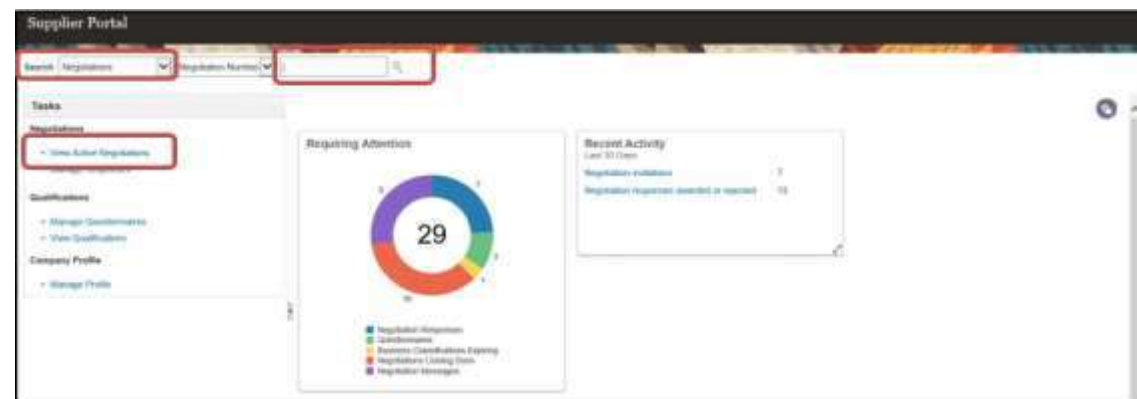 Supplier Portal
Search Negotiations Negotiation Number
Tasks
Negotiations
View Active Negotiations
Manage Responses
Qualifications
Manage Questionnaires
View Qualifications
Company Profile
Manage Profile
Requiring Attention
29
Negotiation Responses
Questionnaires
Business Classifications Expiring
Negotiations Closing Soon
Negotiation Messages
Recent Activity
Last 30 Days
Negotiation invitations
Negotiation responses awarded or rejected